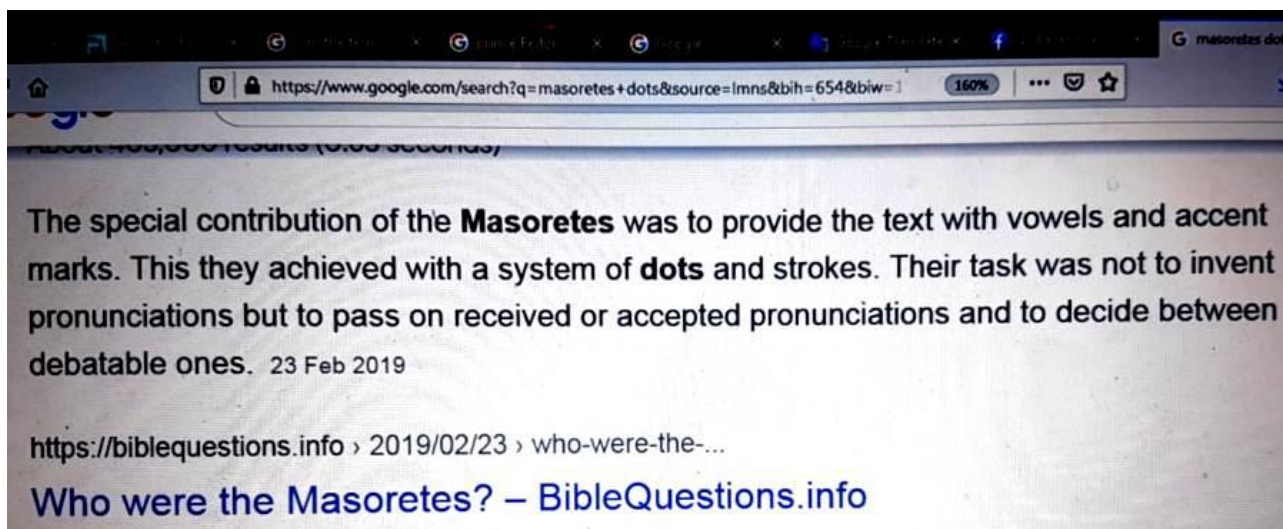 G masoretes dot
https://www.google.com/search?q=masoretes+dots&source=lmns&bih=654&biw=1
160%
The special contribution of the Masoretes was to provide the text with vowels and accent
marks. This they achieved with a system of dots and strokes. Their task was not to invent
pronunciations but to pass on received or accepted pronunciations and to decide between
debatable ones. 23 Feb 2019
https://biblequestions.info › 2019/02/23 › who-were-the-...
Who were the Masoretes? – BibleQuestions.info